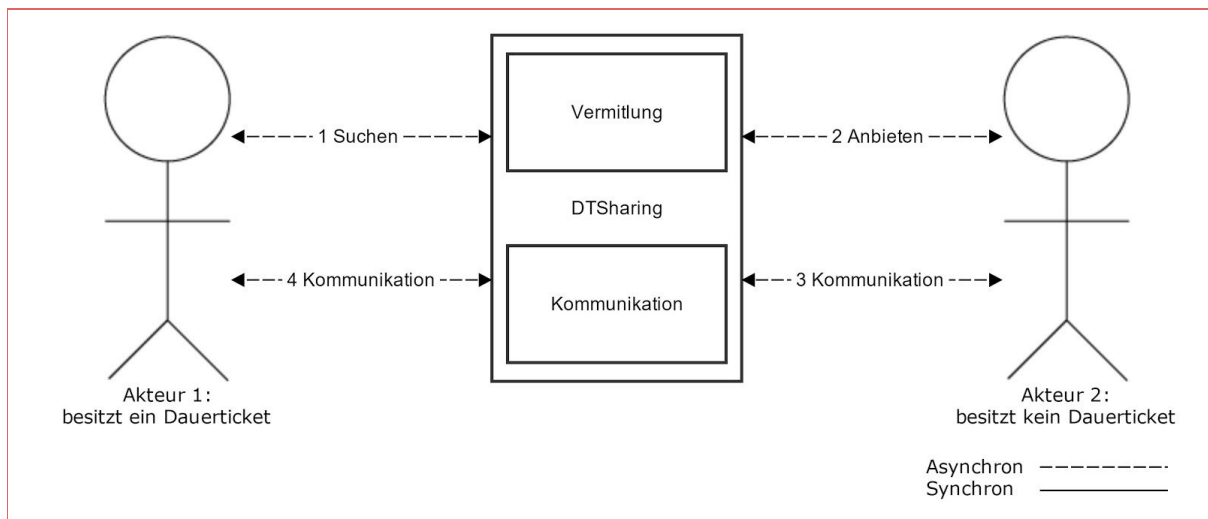 Vermitlung
1 Suchen
2 Anbieten
DTSharing
4 Kommunikation
3 Kommunikation
Kommunikation
Akteur 1:
besitzt ein Dauerticket
Akteur 2:
besitzt kein Dauerticket
Asynchron
Synchron